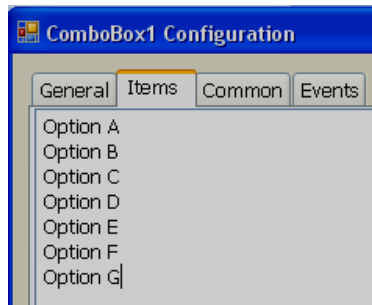 ComboBox1 Configuration
General Items Common Events
Option A
Option B
Option C
Option D
Option E
Option F
Option G